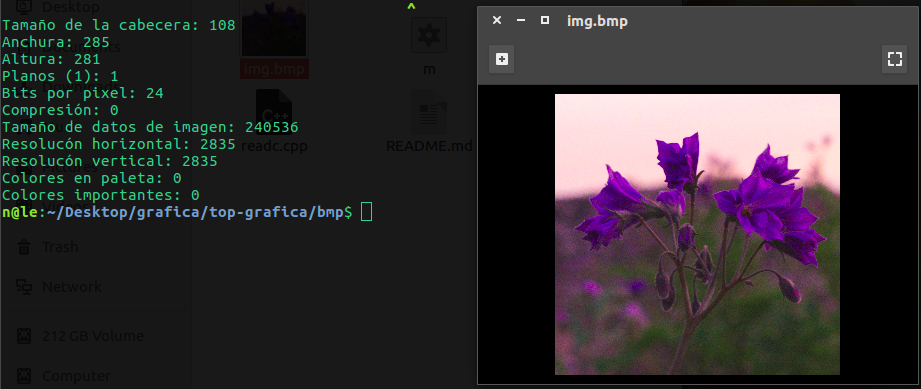 Desktop
Tamaño de la cabecera: 108
Anchura: 285
Altura: 281
Planos (1): 1
Bits por pixel: 24
Compresión: 0
Tamaño de datos de imagen: 240536
Resolucón horizontal: 2835
Resolucún vertical: 2835
Colores en paleta: 0
Colores importantes: 0
n@le:~/Desktop/grafica/top-grafica/bmp$
Trash
Network
212 GB Volume
Computer
^
img.bmp
m
C++
readc.cpp
README.md
img.bmp